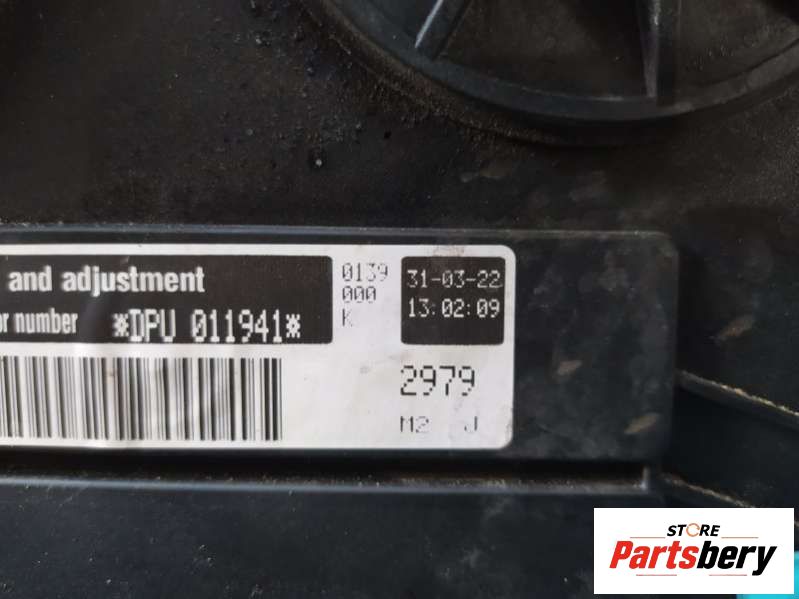 and adjustment
or number *DPU 011941*
0139
000
K
31-03-22
13:02:09
2979
M2 J
STORE
Partsbery